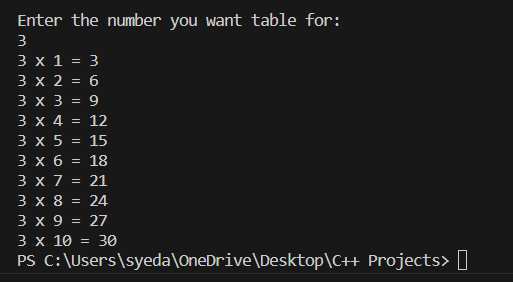 Enter the number you want table for:
3
3 x 1 = 3
3 x 2 = 6
3 x 3 = 9
3 x 4 = 12
3 x 5 = 15
3 x 6 = 18
3 x 7 = 21
3 x 8 = 24
3 x 9 = 27
3 x 10 = 30
PS C:\Users\syeda\OneDrive\Desktop\C++ Projects>